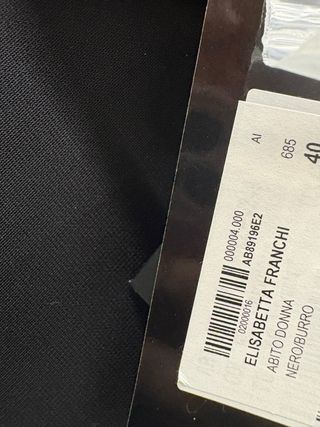 AI
685
40
000004.000
02000016
AB89196E2
ELISABETTA FRANCHI
ABITO DONNA
NERO/BURRO